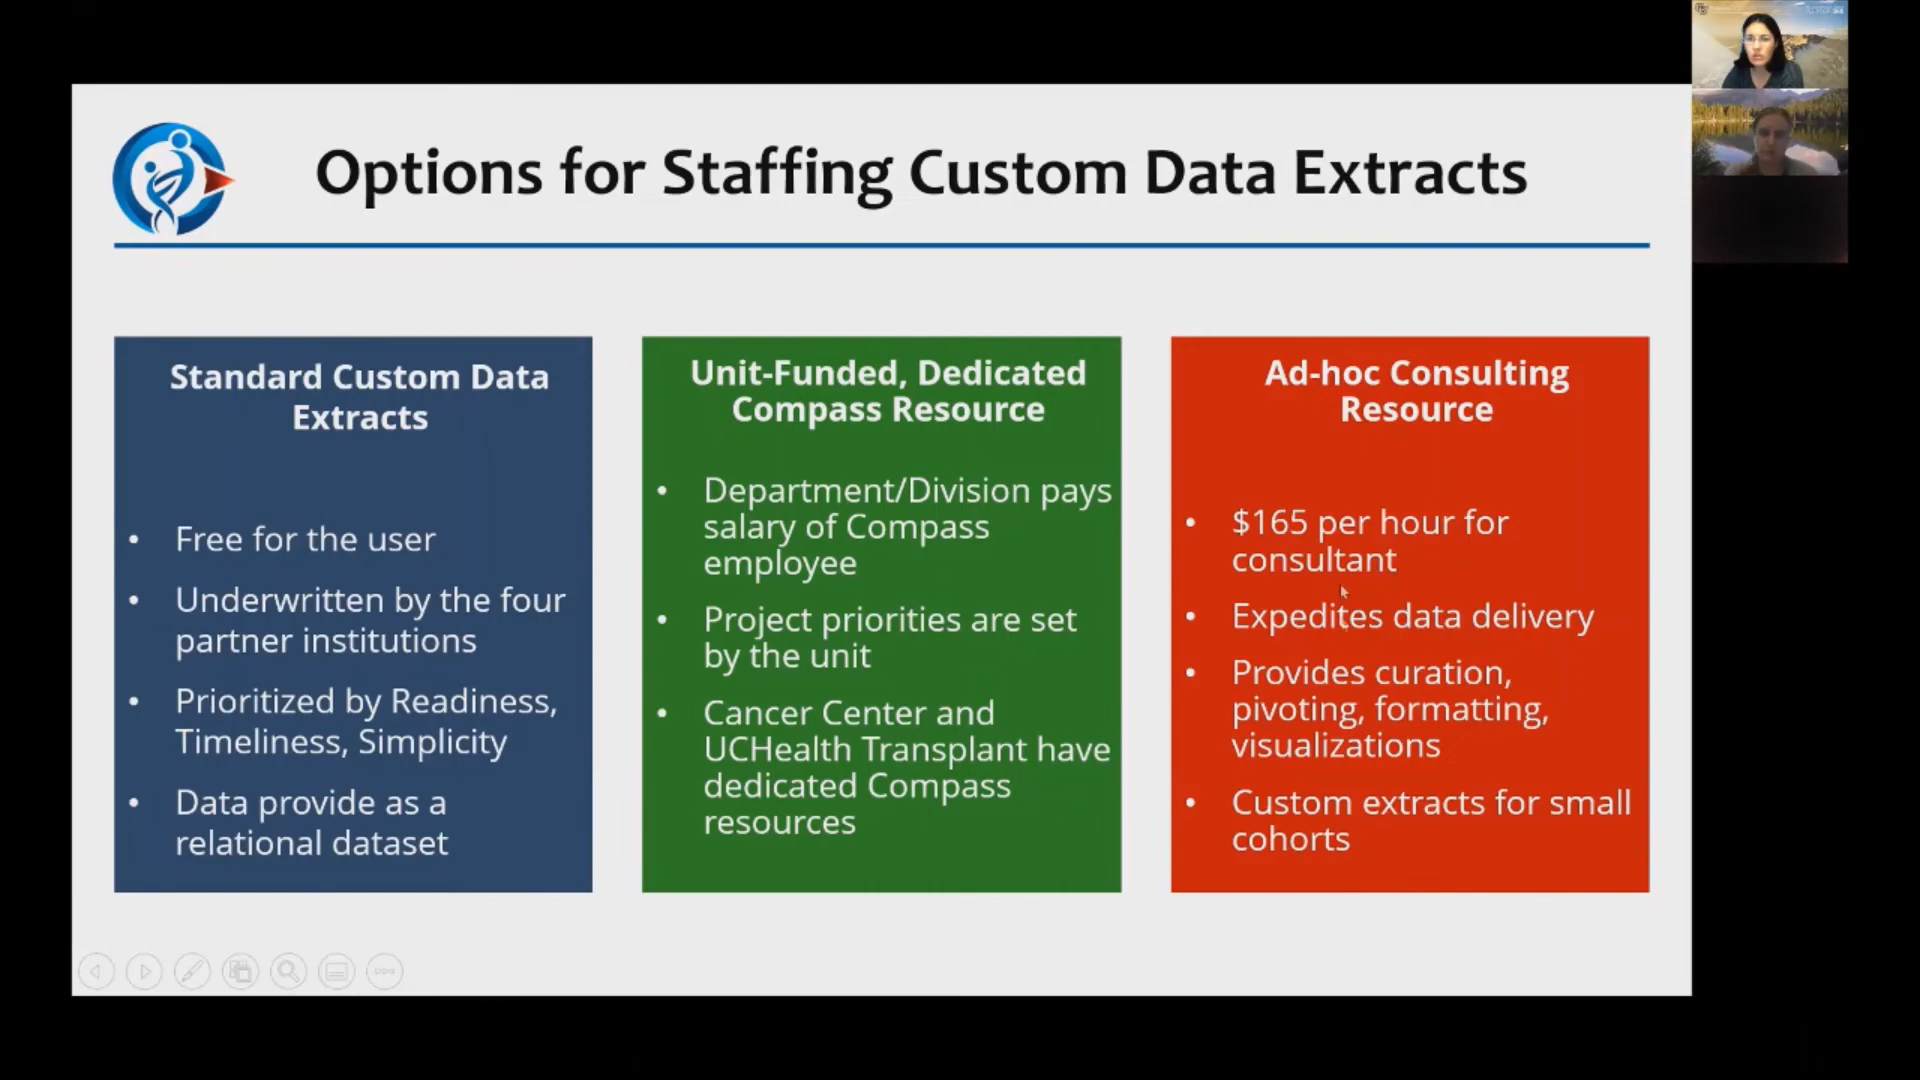 Options for Staffing Custom Data Extracts
Standard Custom Data
Extracts
• Free for the user
• Underwritten by the four
partner institutions
• Prioritized by Readiness,
Timeliness, Simplicity
• Data provide as a
relational dataset
Unit-Funded, Dedicated
Compass Resource
• Department/Division pays
salary of Compass
employee
• Project priorities are set
by the unit
• Cancer Center and
UCHealth Transplant have
dedicated Compass
resources
Ad-hoc Consulting
Resource
• $165 per hour for
consultant
• Expedites data delivery
• Provides curation,
pivoting, formatting,
visualizations
• Custom extracts for small
cohorts